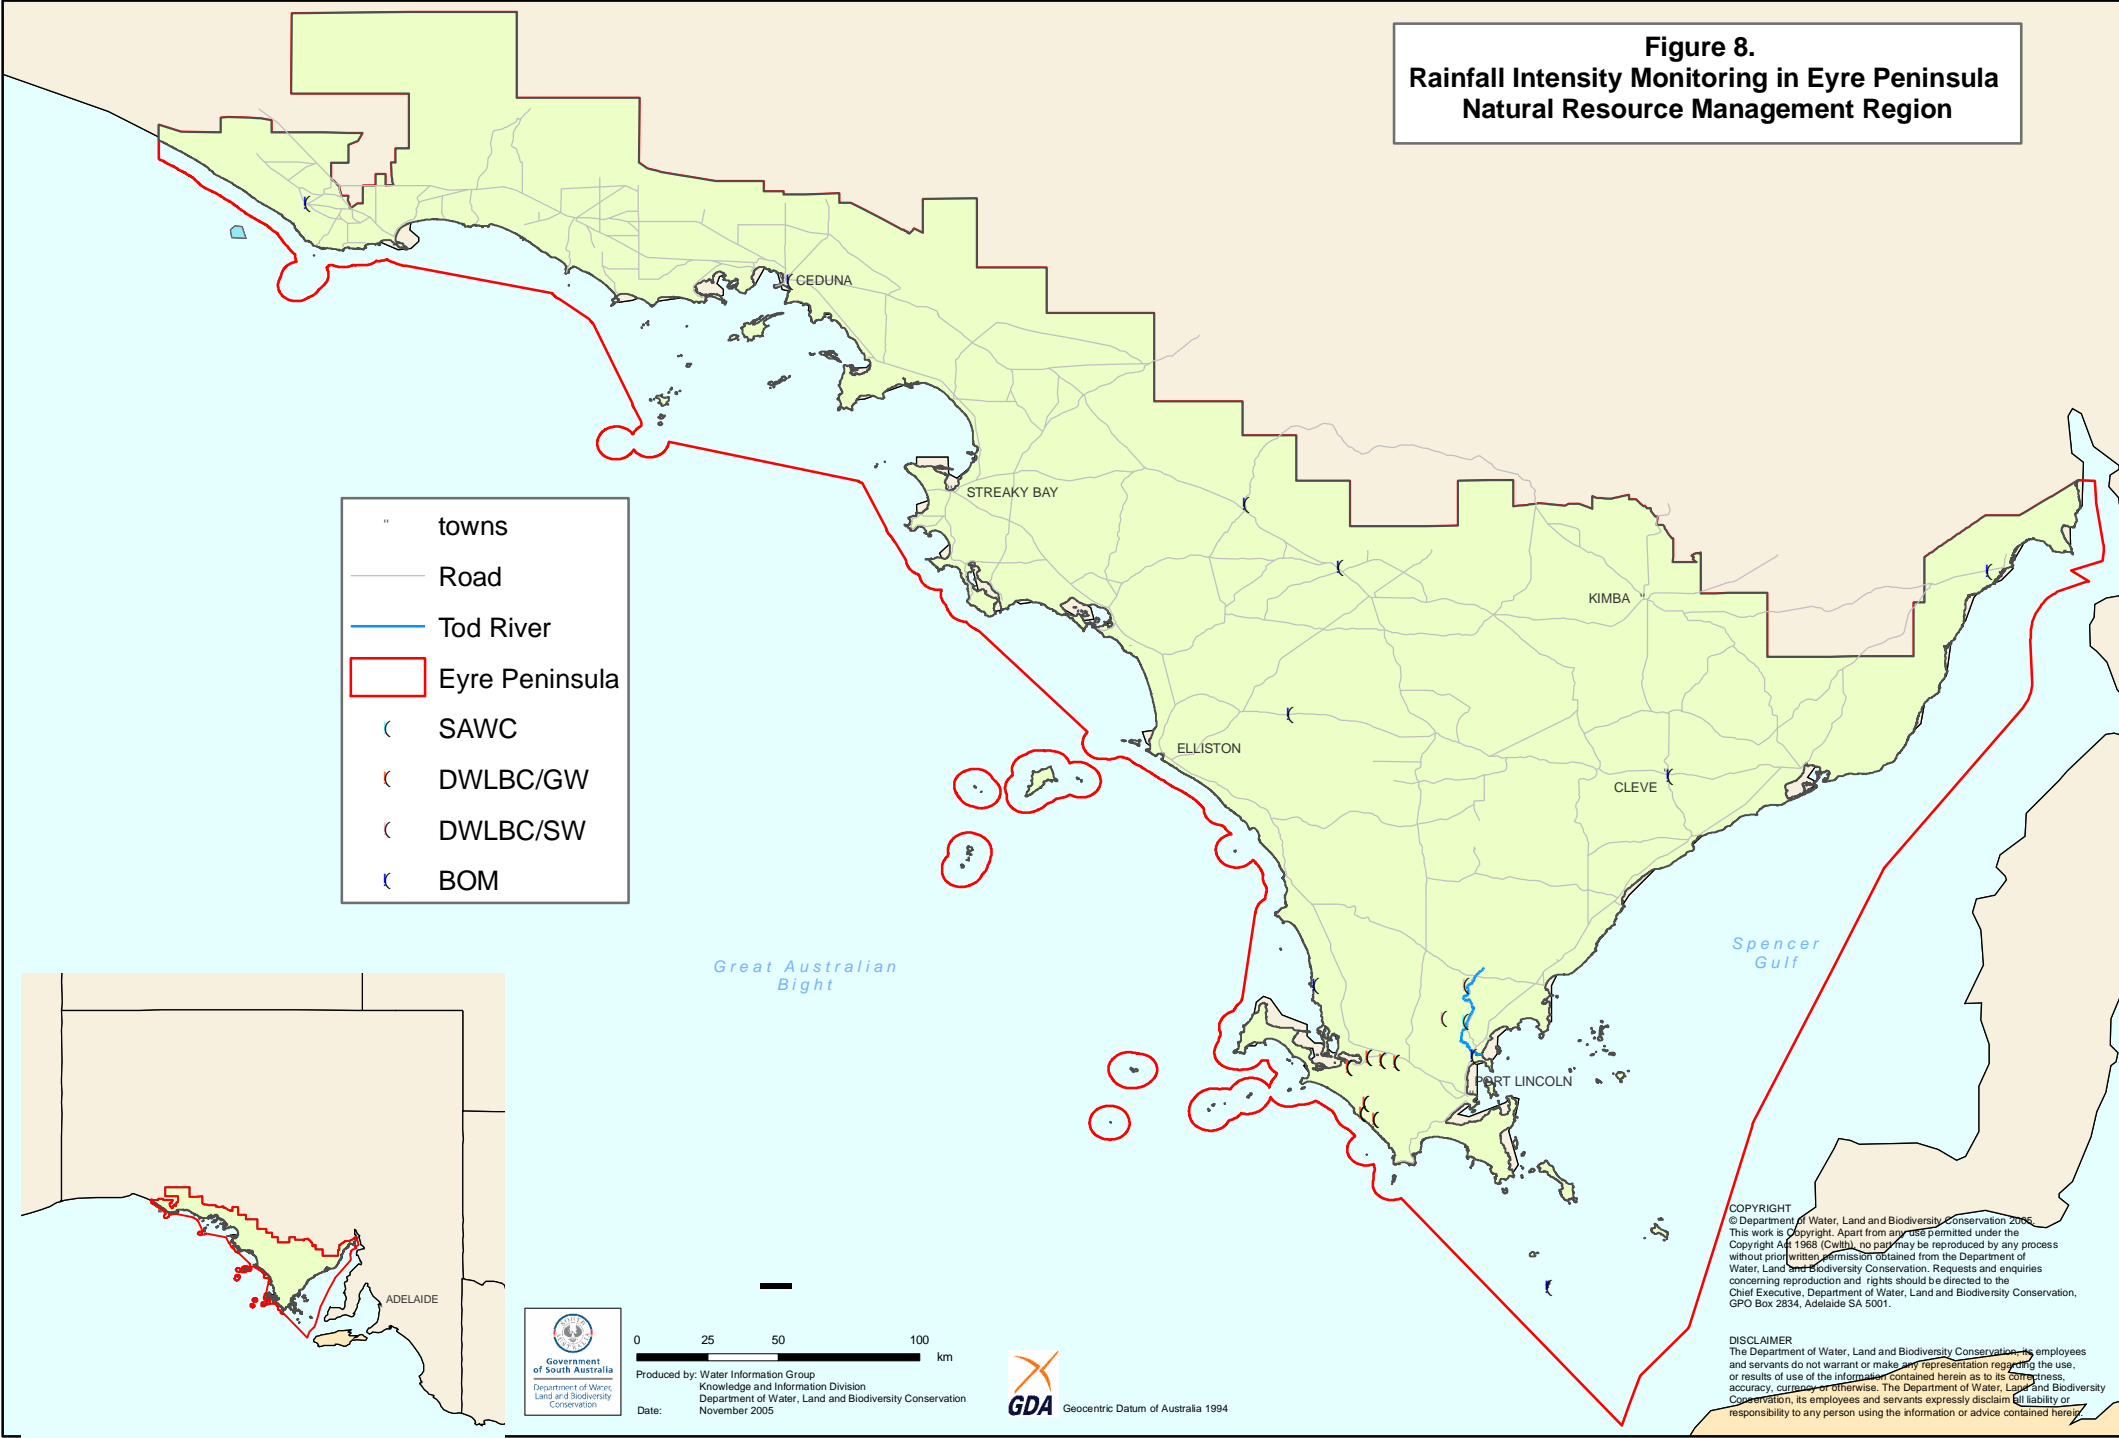 Figure 8.
Rainfall Intensity Monitoring in Eyre Peninsula
Natural Resource Management Region
CEDUNA
STREAKY BAY
KIMBA
ELLISTON
CLEVE
PORT LINCOLN
Great Australian
Bight
Spencer
Gulf
towns
Road
Tod River
Eyre Peninsula
SAWC
DWLBC/GW
DWLBC/SW
BOM
ADELAIDE
Government
of South Australia
Department of Water,
Land and Biodiversity
Conservation
0 25 50 100
km
Produced by: Water Information Group
Knowledge and Information Division
Department of Water, Land and Biodiversity Conservation
Date: November 2005
GDA
Geocentric Datum of Australia 1994
COPYRIGHT
© Department of Water, Land and Biodiversity Conservation 2005.
This work is Copyright. Apart from any use permitted under the
Copyright Act 1968 (Cwlth), no part may be reproduced by any process
without prior written permission obtained from the Department of
Water, Land and Biodiversity Conservation. Requests and enquiries
concerning reproduction and rights should be directed to the
Chief Executive, Department of Water, Land and Biodiversity Conservation,
GPO Box 2834, Adelaide SA 5001.
DISCLAIMER
The Department of Water, Land and Biodiversity Conservation, its employees
and servants do not warrant or make any representation regarding the use,
or results of use of the information contained herein as to its correctness,
accuracy, currency or otherwise. The Department of Water, Land and Biodiversity
Conservation, its employees and servants expressly disclaim all liability or
responsibility to any person using the information or advice contained herein.